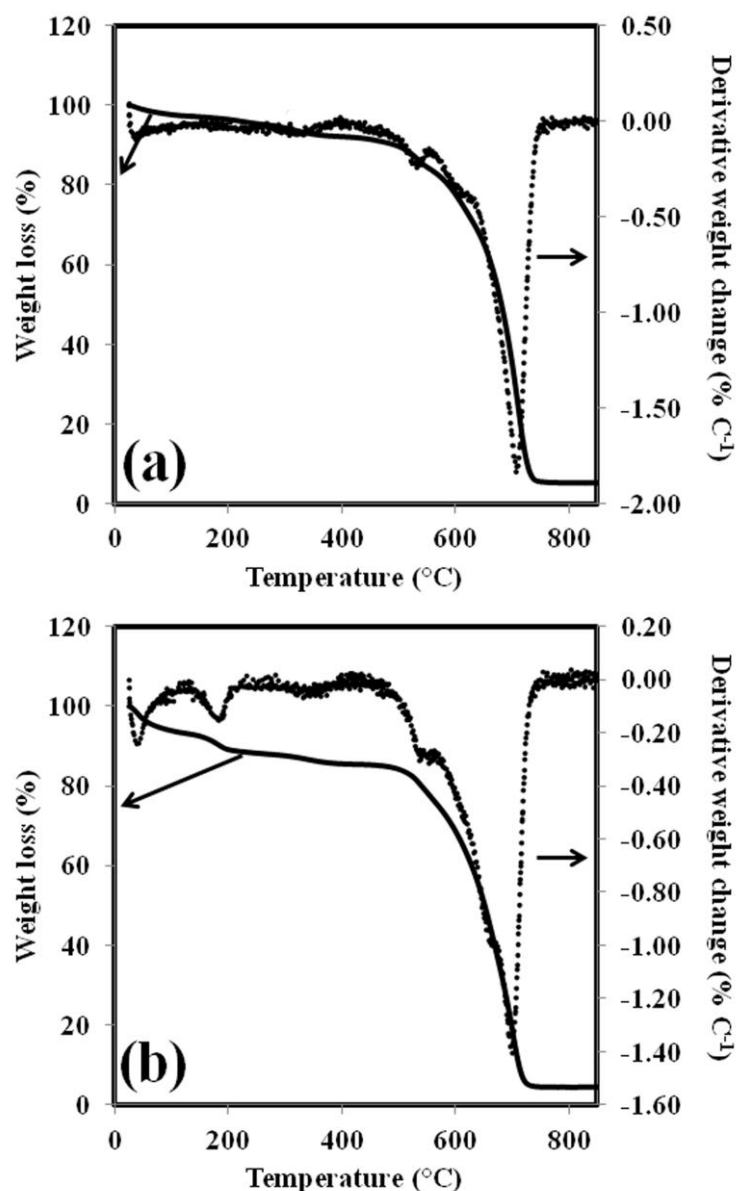 120
100
80
60
40
20
0
Weight loss (%)
0.50
0.00
-0.50
-1.00
-1.50
-2.00
Derivative weight
change (% C⁻¹)
(a)
0 200 400 600 800
Temperature (°C)
120
100
80
60
40
20
0
Weight loss (%)
0.20
0.00
-0.20
-0.40
-0.60
-0.80
-1.00
-1.20
-1.40
-1.60
Derivative weight
change (% C⁻¹)
(b)
0 200 400 600 800
Temperature (°C)